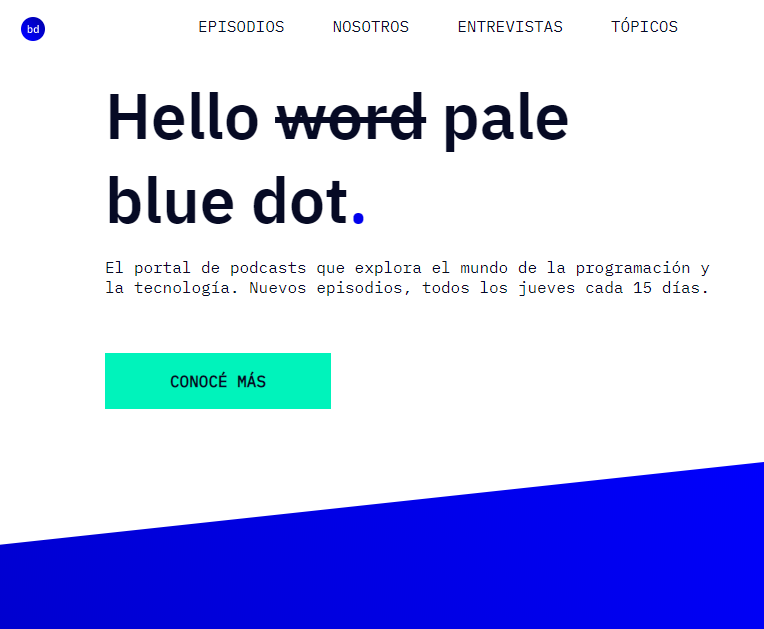 bd
EPISODIOS NOSOTROS ENTREVISTAS TÓPICOS
Hello word pale
blue dot.
El portal de podcasts que explora el mundo de la programación y
la tecnología. Nuevos episodios, todos los jueves cada 15 días.
CONOCÉ MÁS